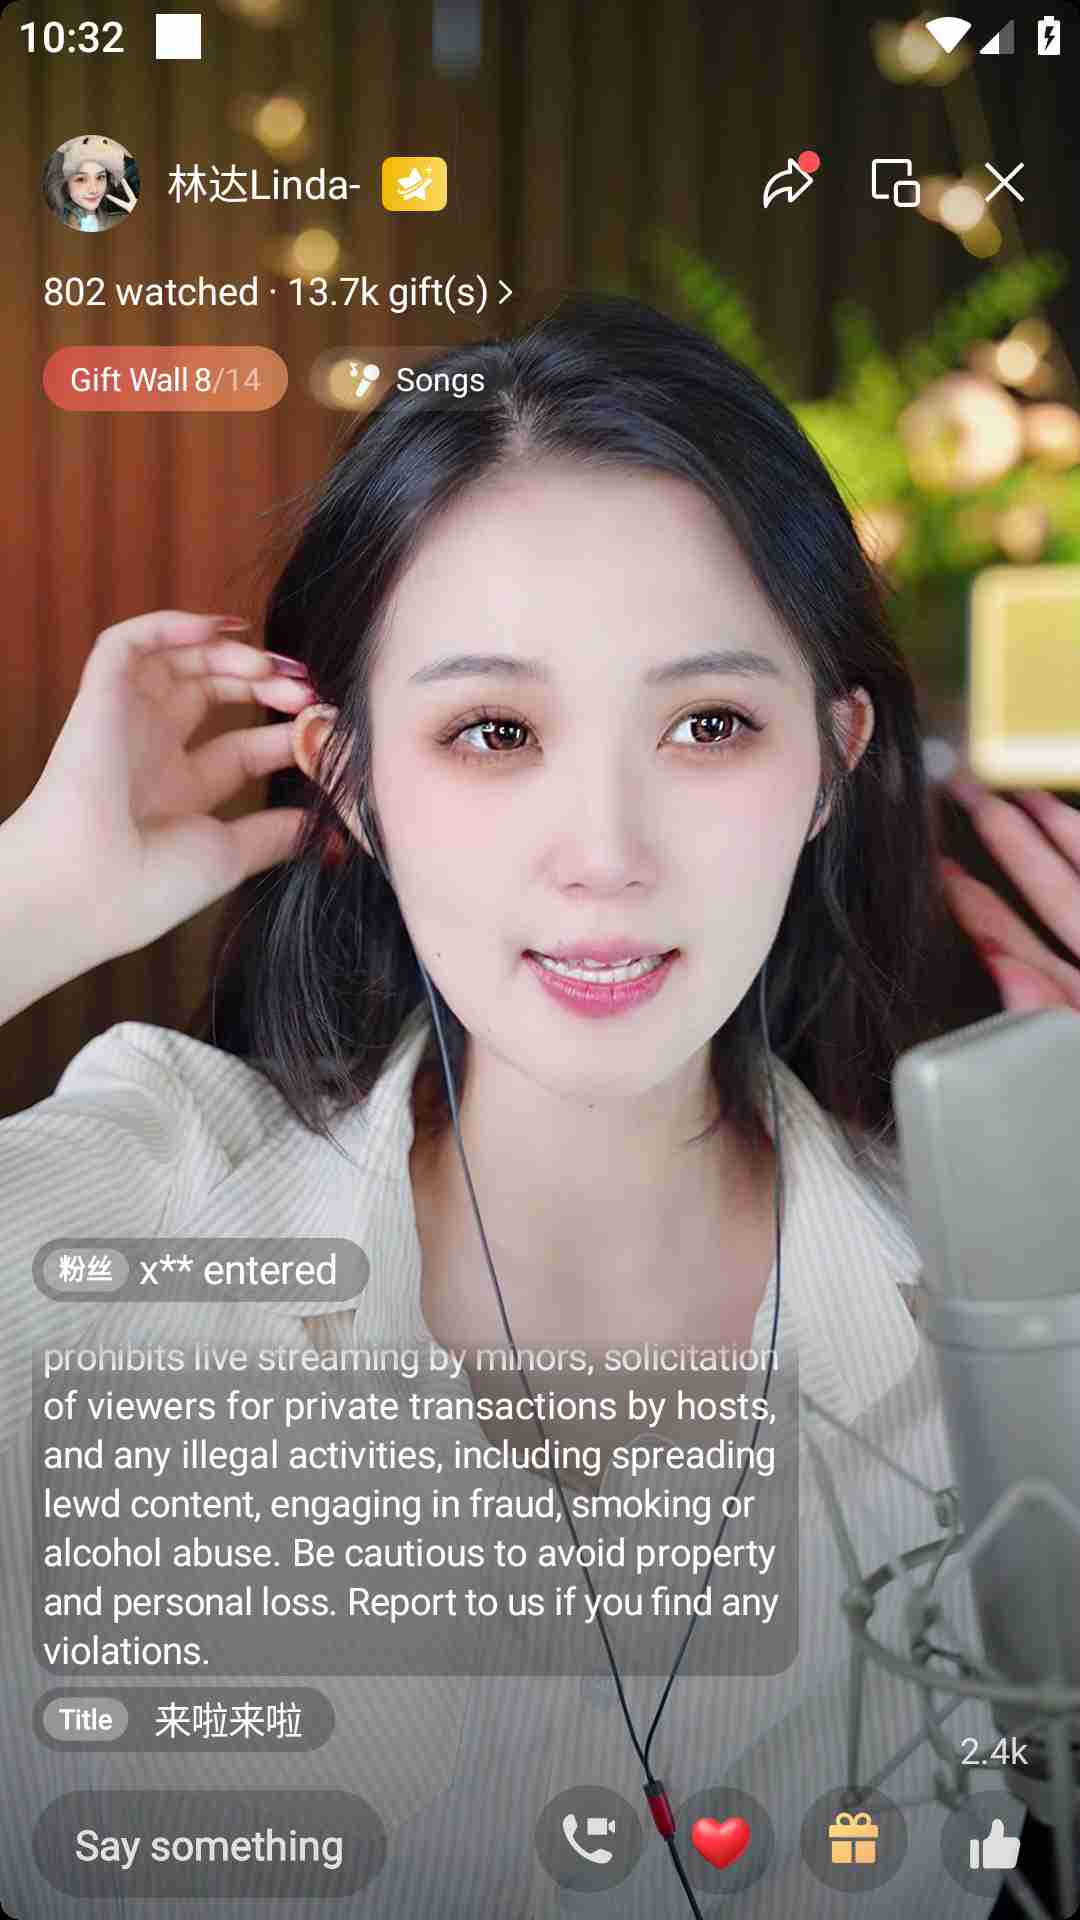 10:32
林达Linda-
802 watched · 13.7k gift(s)
Gift Wall 8/14
Songs
粉丝 x** entered
prohibits live streaming by minors, solicitation
of viewers for private transactions by hosts,
and any illegal activities, including spreading
lewd content, engaging in fraud, smoking or
alcohol abuse. Be cautious to avoid property
and personal loss. Report to us if you find any
violations.
Title 来啦来啦
2.4k
Say something